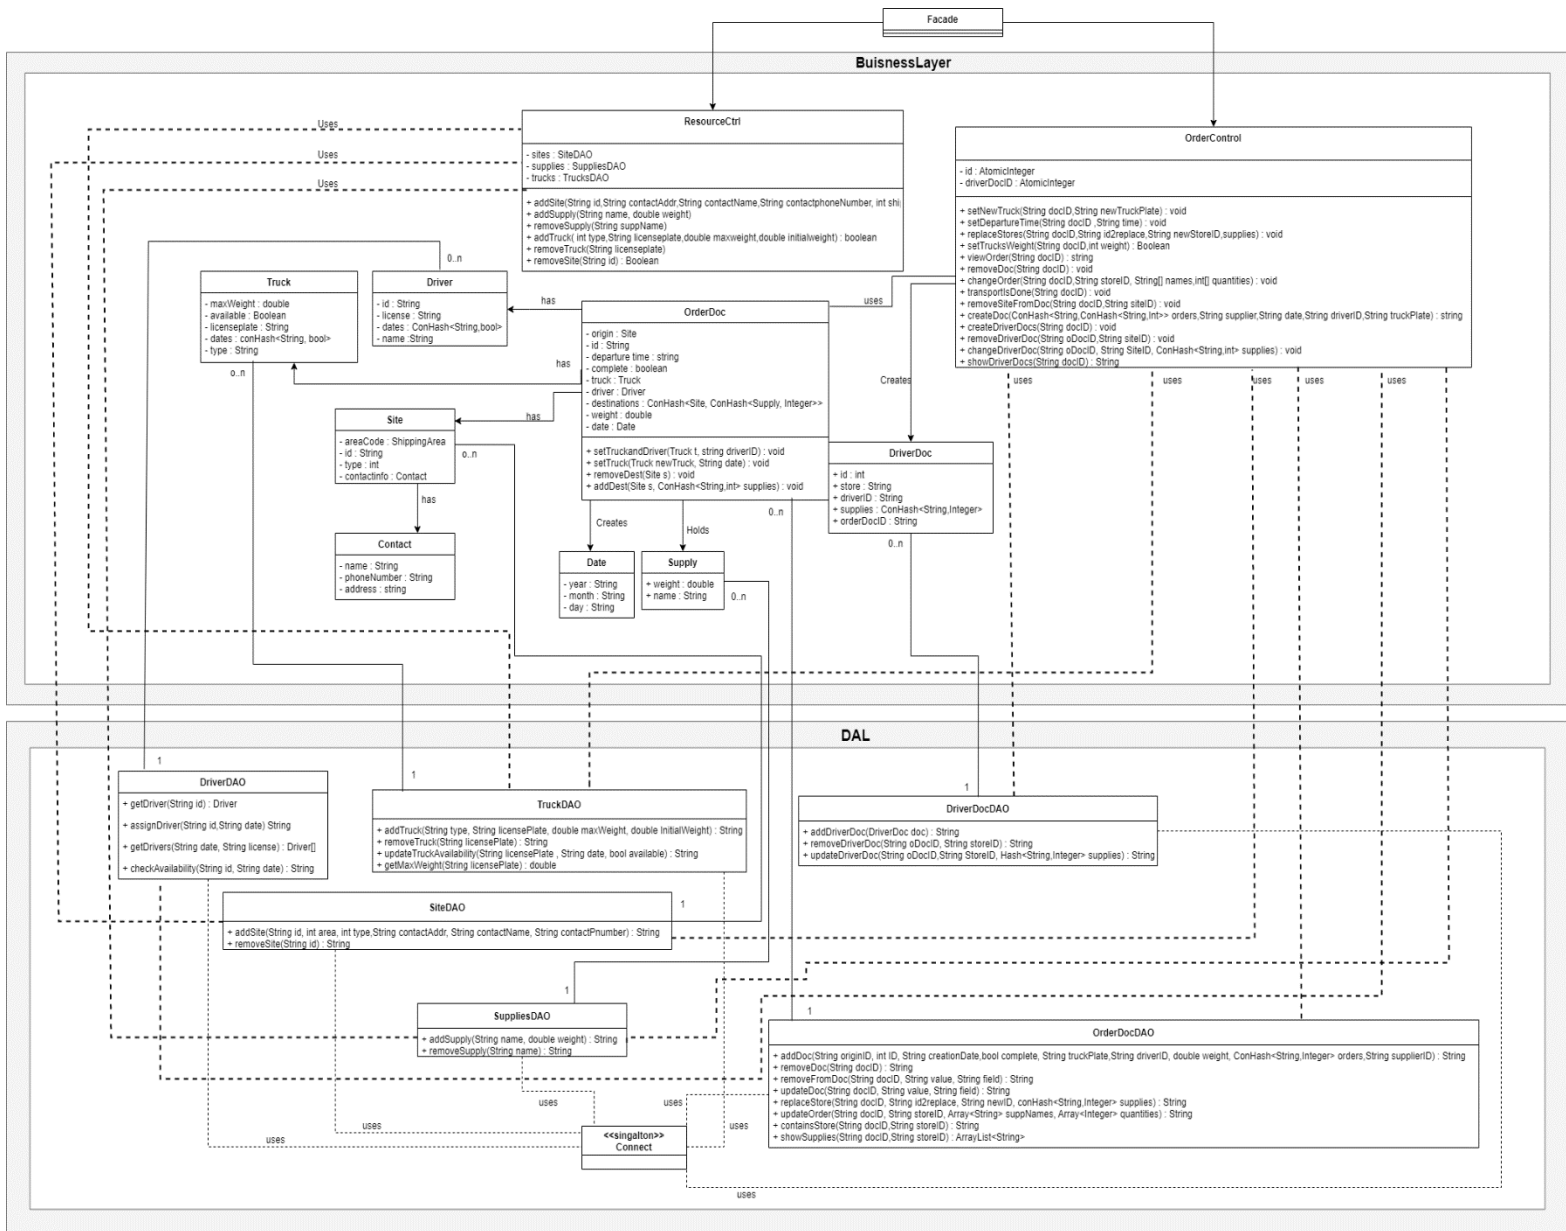 Facade
BuisnessLayer
ResourceCtrl
- sites : SiteDAO
- supplies : SuppliesDAO
- trucks : TrucksDAO
+ addSite(String id,String contactAddr,String contactName,String contactphoneNumber, int shi
+ addSupply(String name, double weight)
+ removeSupply(String suppName)
+ addTruck( int type,String licenseplate,double maxweight,double initialweight) : boolean
+ removeTruck(String licenseplate)
+ removeSite(String id) : Boolean
Uses
Uses
Uses
OrderControl
- id : AtomicInteger
- driverDocID : AtomicInteger
+ setNewTruck(String docID,String newTruckPlate) : void
+ setDepartureTime(String docID ,String time) : void
+ replaceStores(String docID,String id2replace,String newStoreID,supplies) : void
+ setTrucksWeight(String docID,int weight) : Boolean
+ viewOrder(String docID) : string
+ removeDoc(String docID) : void
+ changeOrder(String docID,String storeID, String[] names,int[] quantities) : void
+ transportIsDone(String docID) : void
+ removeSiteFromDoc(String docID,String siteID) : void
+ createDoc(ConHash<String,ConHash<String,Int>> orders,String supplier,String date,String driverID,String truckPlate) : string
+ createDriverDocs(String docID) : void
+ removeDriverDoc(String oDocID,String siteID) : void
+ changeDriverDoc(String oDocID, String SiteID, ConHash<String,int> supplies) : void
+ showDriverDocs(String docID) : String
0..n
Truck
- maxWeight : double
- available : Boolean
- licenseplate : String
- dates : conHash<String, bool>
- type : String
o..n
Driver
- id : String
- license : String
- dates : ConHash<String,bool>
- name :String
has
uses
OrderDoc
- origin : Site
- id : String
- departure time : string
- complete : boolean
- truck : Truck
- driver : Driver
- destinations : ConHash<Site, ConHash<Supply, Integer>>
- weight : double
- date : Date
+ setTruckandDriver(Truck t, string driverID) : void
+ setTruck(Truck newTruck, String date) : void
+ removeDest(Site s) : void
+ addDest(Site s, ConHash<String,int> supplies) : void
has
Creates
uses
uses
uses
uses
uses
uses
Site
- areaCode : ShippingArea
- id : String
- type : int
- contactinfo : Contact
has
o..n
has
DriverDoc
+ id : int
+ store : String
+ driverID : String
+ supplies : ConHash<String,Integer>
+ orderDocID : String
0..n
0..n
Contact
- name : String
- phoneNumber : String
- address : string
Creates
Holds
Date
- year : String
- month : String
- day : String
Supply
+ weight : double
+ name : String
0..n
DAL
1
DriverDAO
+ getDriver(String id) : Driver
+ assignDriver(String id,String date) String
+ getDrivers(String date, String license) : Driver[]
+ checkAvailability(String id, String date) : String
1
TruckDAO
+ addTruck(String type, String licensePlate, double maxWeight, double InitialWeight) : String
+ removeTruck(String licensePlate) : String
+ updateTruckAvailability(String licensePlate , String date, bool available) : String
+ getMaxWeight(String licensePlate) : double
1
DriverDocDAO
+ addDriverDoc(DriverDoc doc) : String
+ removeDriverDoc(String oDocID, String storeID) : String
+ updateDriverDoc(String oDocID,String StoreID, Hash<String,Integer> supplies) : String
SiteDAO
1
+ addSite(String id, int area, int type,String contactAddr, String contactName, String contactPnumber) : String
+ removeSite(String id) : String
1
SuppliesDAO
+ addSupply(String name, double weight) : String
+ removeSupply(String name) : String
1
OrderDocDAO
+ addDoc(String originID, int ID, String creationDate,bool complete, String truckPlate,String driverID, double weight, ConHash<String,Integer> orders,String supplierID) : String
+ removeDoc(String docID) : String
+ removeFromDoc(String docID, String value, String field) : String
+ updateDoc(String docID, String value, String field) : String
+ replaceStore(String docID, String id2replace, String newID, conHash<String,Integer> supplies) : String
+ updateOrder(String docID, String storeID, Array<String> suppNames, Array<Integer> quantities) : String
+ containsStore(String docID,String storeID) : String
+ showSupplies(String docID,String storeID) : ArrayList<String>
uses
uses
uses
uses
uses
<<singalton>>
Connect
uses